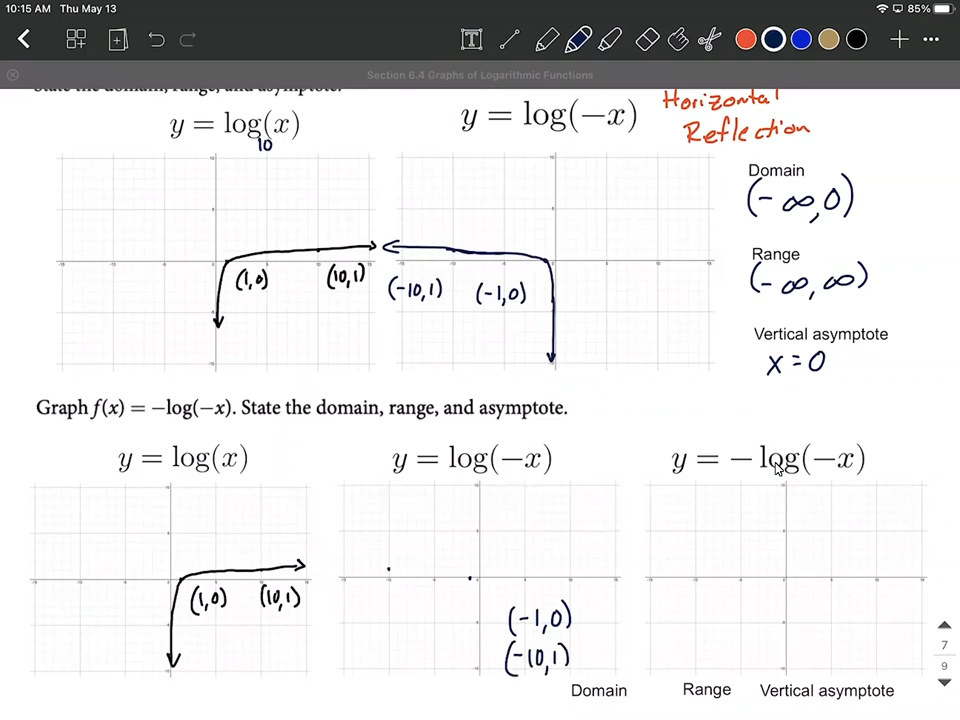 10:15 AM Thu May 13
85%
Section 6.4 Graphs of Logarithmic Functions
State the domain, range, and asymptote.
y = log(x)
10
y = log(−x)
Horizontal
Reflection
(1,0)
(10,1)
(-10,1)
(-1,0)
Domain
(-∞,0)
Range
(-∞,∞)
Vertical asymptote
x=0
Graph f(x) = −log(−x). State the domain, range, and asymptote.
y = log(x)
y = log(−x)
y = − log(−x)
(1,0)
(10,1)
(-1,0)
(-10,1)
Domain
Range
Vertical asymptote
7
9